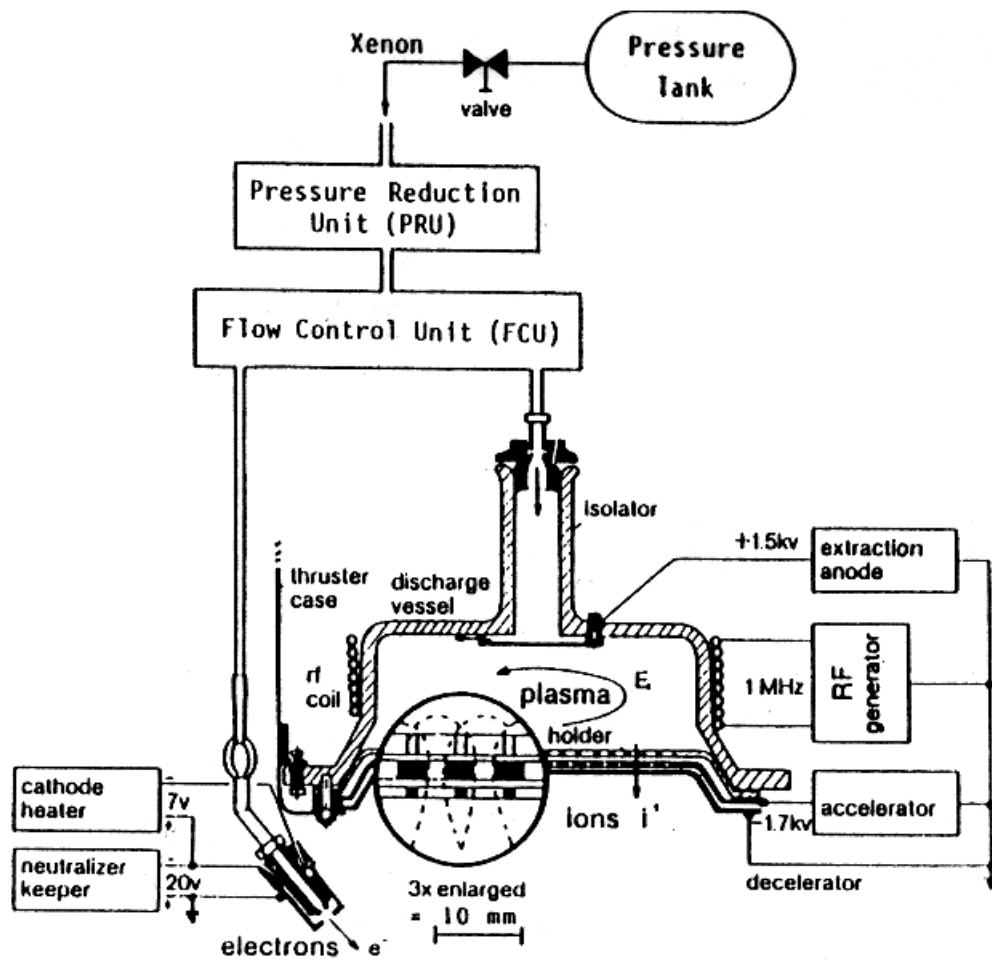 Xenon
Pressure
Tank
valve
Pressure Reduction
Unit (PRU)
Flow Control Unit (FCU)
isolator
+1.5kv
extraction
anode
thruster
case
discharge
vessel
rf
coil
plasma
E
1 MHz
RF
generator
holder
cathode
heater
7v
ions i⁺
-1.7kv
accelerator
neutralizer
keeper
20v
3x enlarged
= 10 mm
decelerator
electrons
e⁻